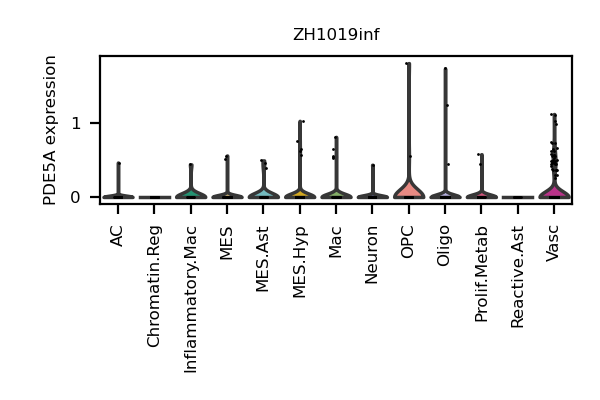 ZH1019inf
PDE5A expression
1
0
AC
Chromatin.Reg
Inflammatory.Mac
MES
MES.Ast
MES.Hyp
Mac
Neuron
OPC
Oligo
Prolif.Metab
Reactive.Ast
Vasc